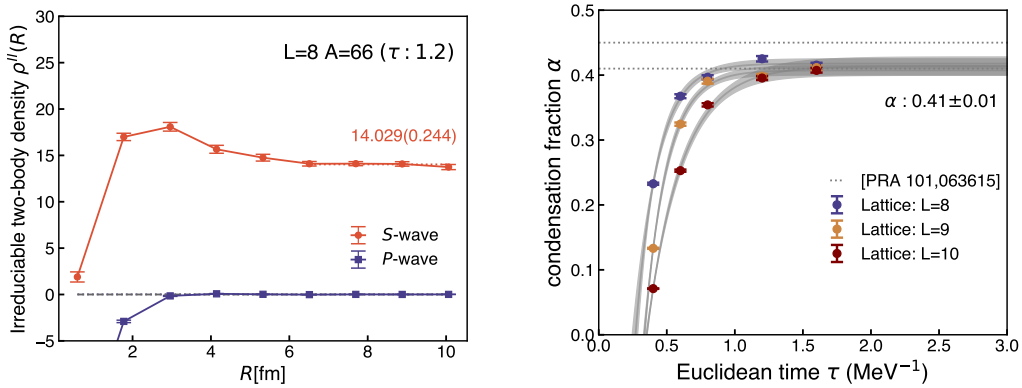 30
25
20
15
10
5
0
−5
2
4
6
8
10
Irreduciable two-body density ρ^II(R)
R[fm]
L=8 A=66 (τ : 1.2)
14.029(0.244)
S-wave
P-wave
0.4
0.3
0.2
0.1
0.0
0.0
0.5
1.0
1.5
2.0
2.5
3.0
condensation fraction α
Euclidean time τ (MeV⁻¹)
α : 0.41±0.01
[PRA 101,063615]
Lattice: L=8
Lattice: L=9
Lattice: L=10